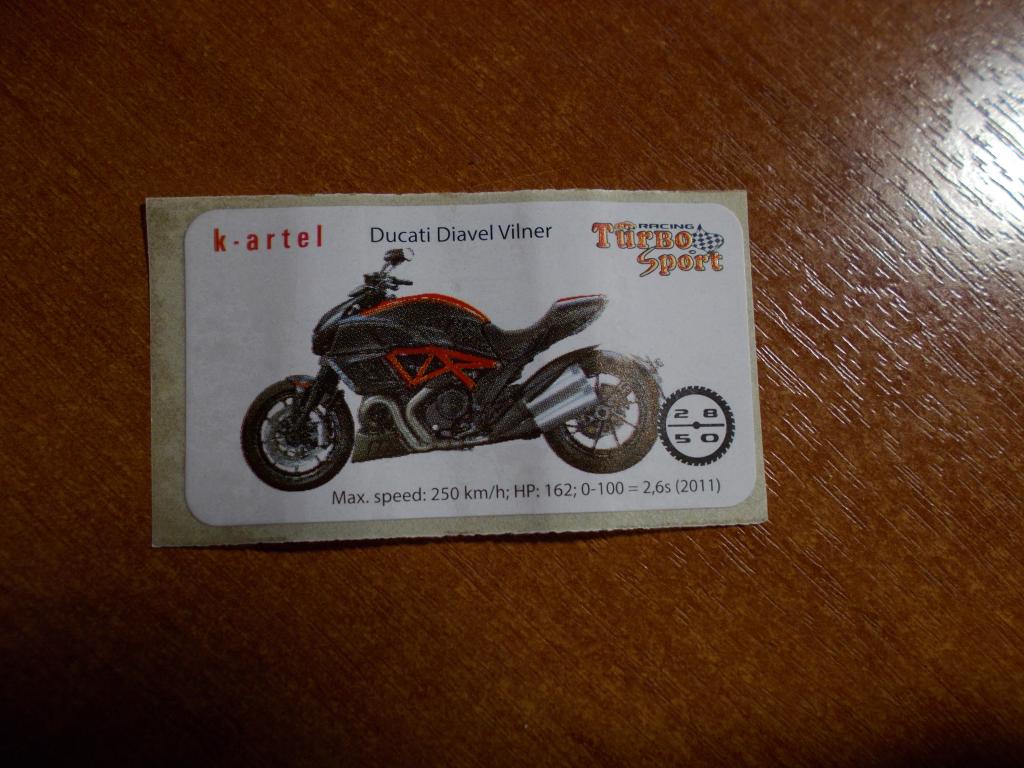 k-artel
Ducati Diavel Vilner
RACING
TURBO
Sport
28
50
Max. speed: 250 km/h; HP: 162; 0-100 = 2,6s (2011)